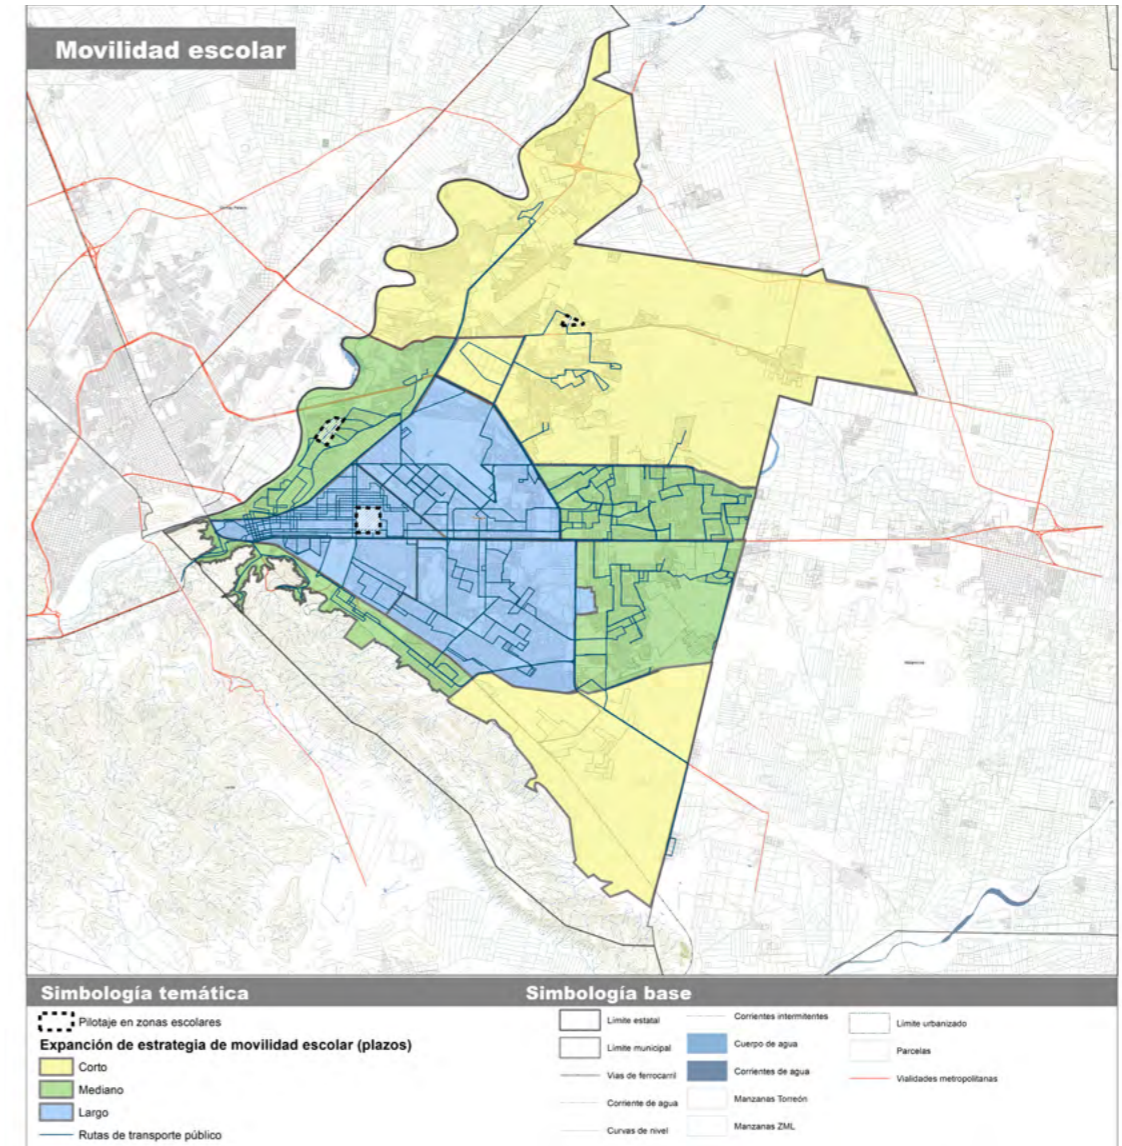 Movilidad escolar
Simbología temática
Pilotaje en zonas escolares
Expanción de estrategia de movilidad escolar (plazos)
Corto
Mediano
Largo
Rutas de transporte público
Simbología base
Límite estatal
Límite municipal
Vías de ferrocarril
Corriente de agua
Curvas de nivel
Corrientes intermitentes
Cuerpo de agua
Corrientes de agua
Manzanas Torreón
Manzanas ZML
Límite urbanizado
Parcelas
Vialidades metropolitanas